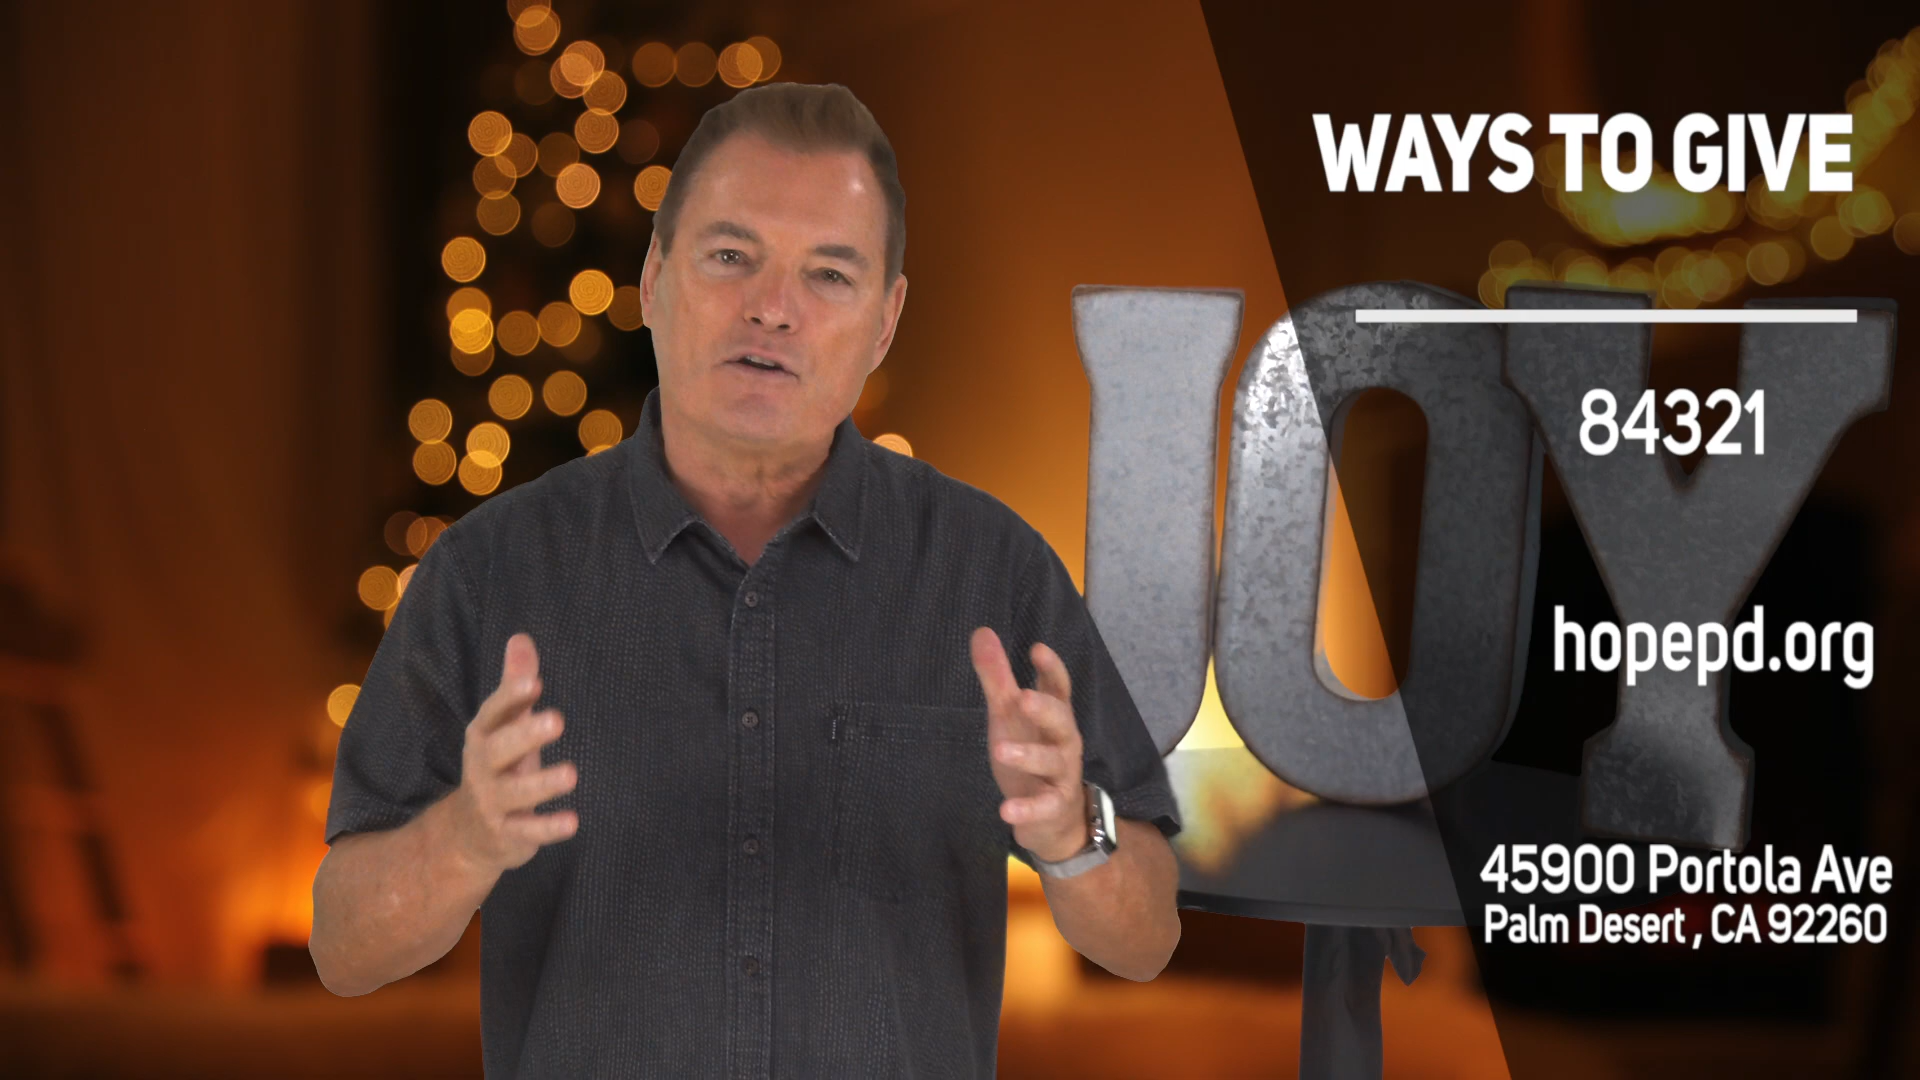 WAYS TO GIVE
JOY
84321
hopepd.org
45900 Portola Ave
Palm Desert , CA 92260